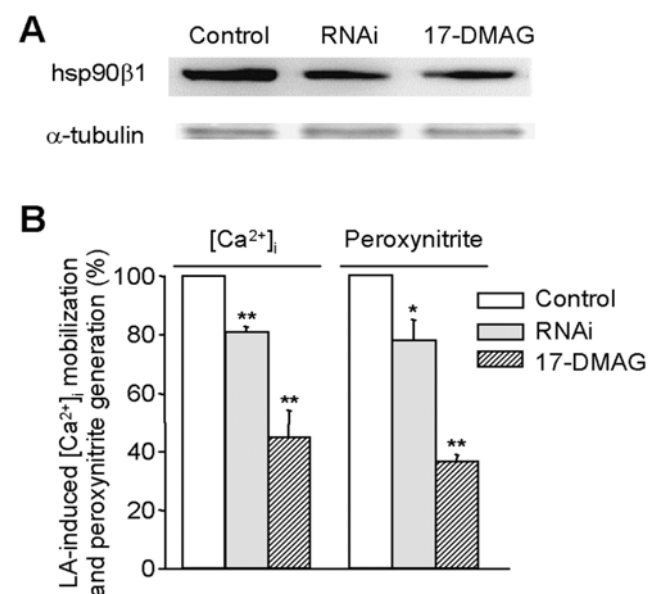 A
Control RNAi 17-DMAG
hsp90β1
α-tubulin
B
[Ca²⁺]ᵢ Peroxynitrite
LA-induced [Ca²⁺]ᵢ mobilization
and peroxynitrite generation (%)
100
80
60
40
20
0
** ** * **
Control
RNAi
17-DMAG